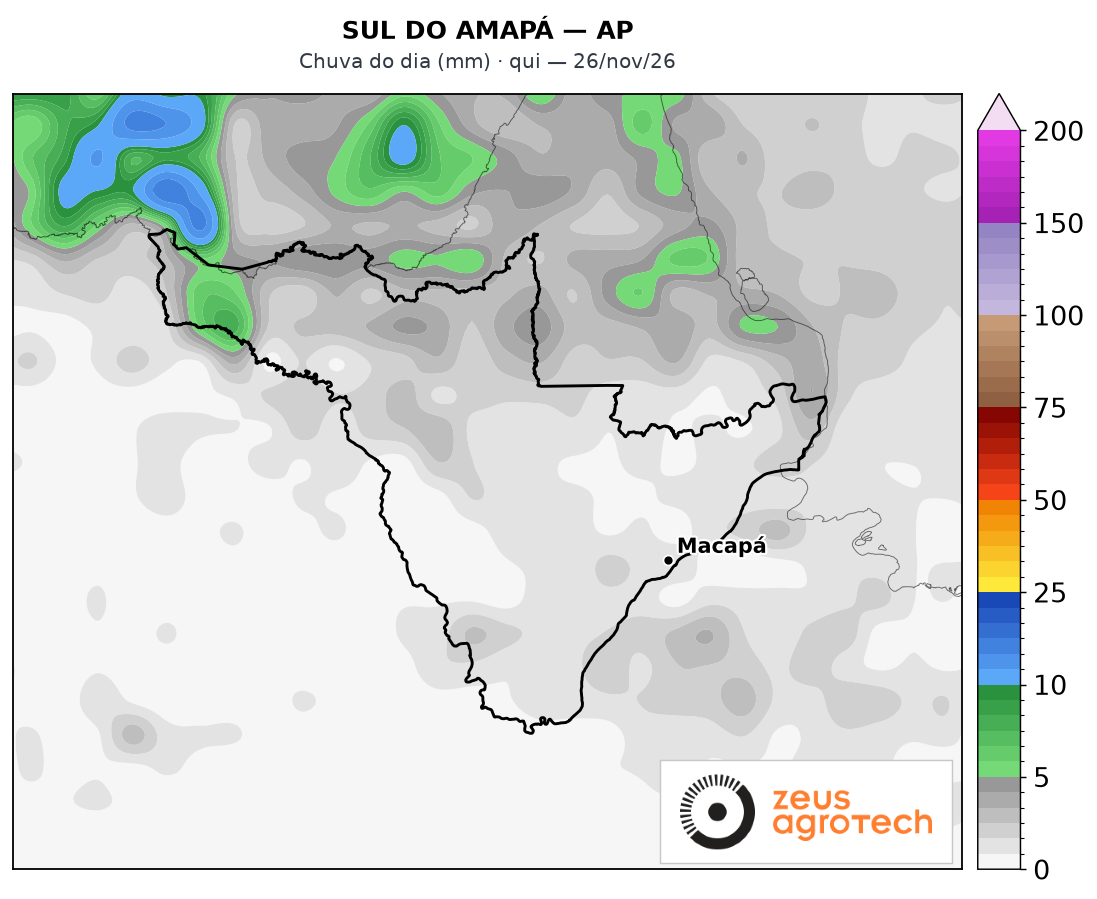 SUL DO AMAPÁ — AP
Chuva do dia (mm) · qui — 26/nov/26
200
150
100
75
50
25
10
5
0
Macapá
zeus
agrotech